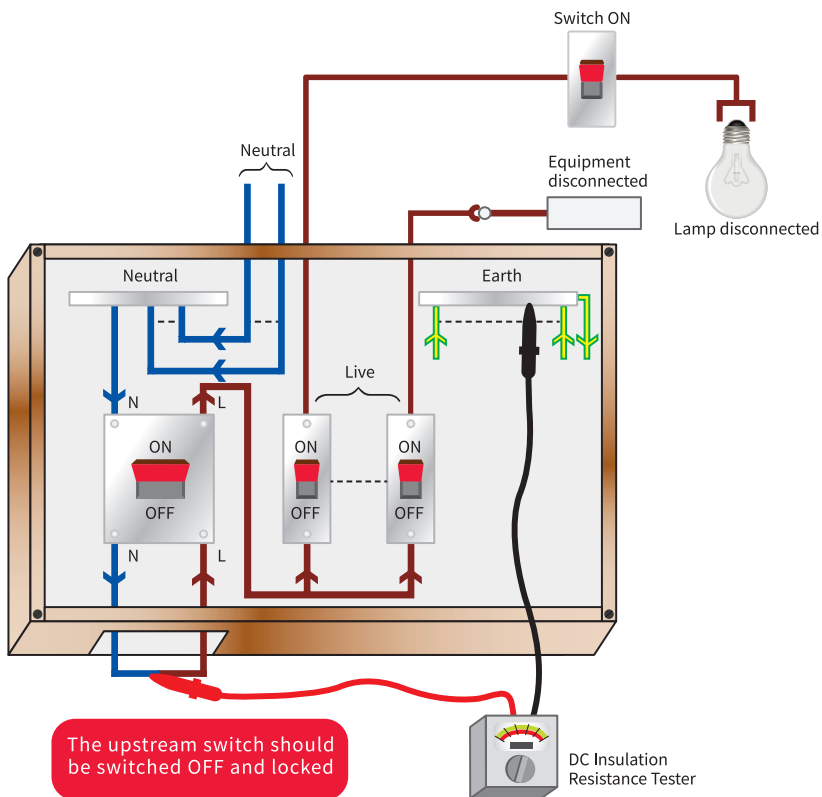 Switch ON
Neutral
Equipment
disconnected
Lamp disconnected
Neutral
Earth
Live
N
L
ON
OFF
ON
OFF
ON
OFF
N
L
The upstream switch should
be switched OFF and locked
DC Insulation
Resistance Tester